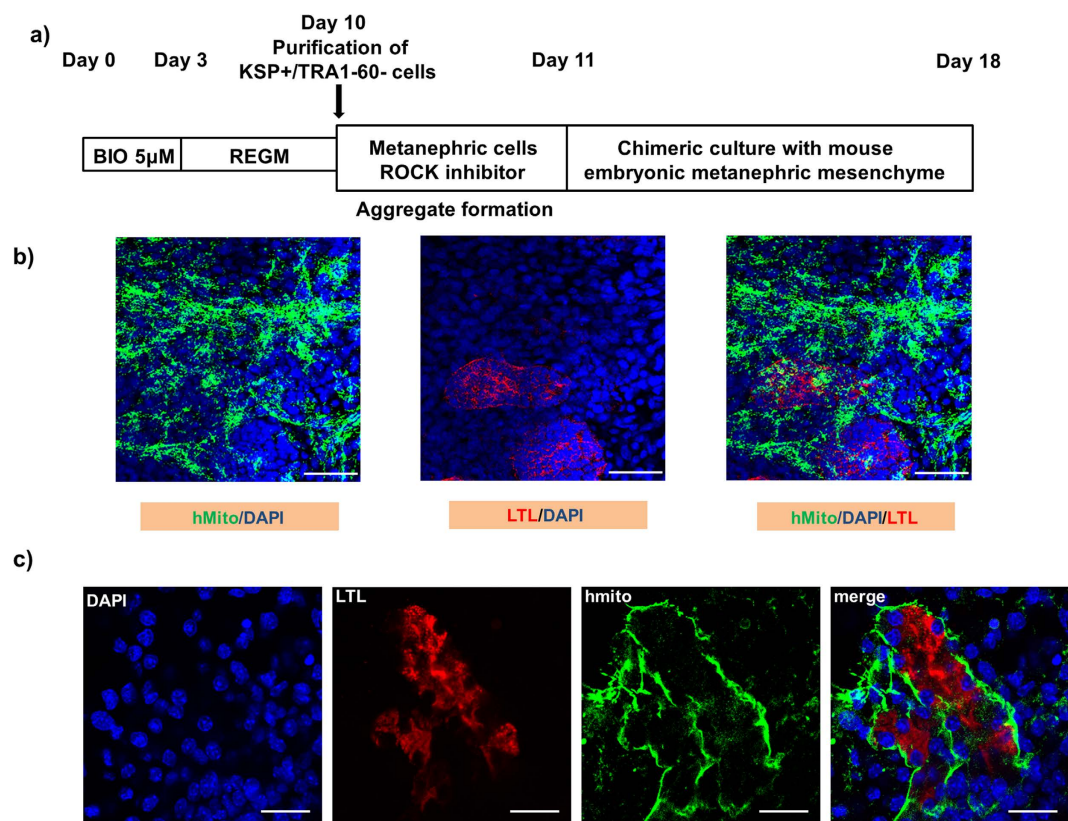 a)
Day 0
Day 3
Day 10
Purification of
KSP+/TRA1-60- cells
Day 11
Day 18
BIO 5µM
REGM
Metanephric cells
ROCK inhibitor
Chimeric culture with mouse
embryonic metanephric mesenchyme
Aggregate formation
b)
hMito/DAPI
LTL/DAPI
hMito/DAPI/LTL
c)
DAPI
LTL
hmito
merge